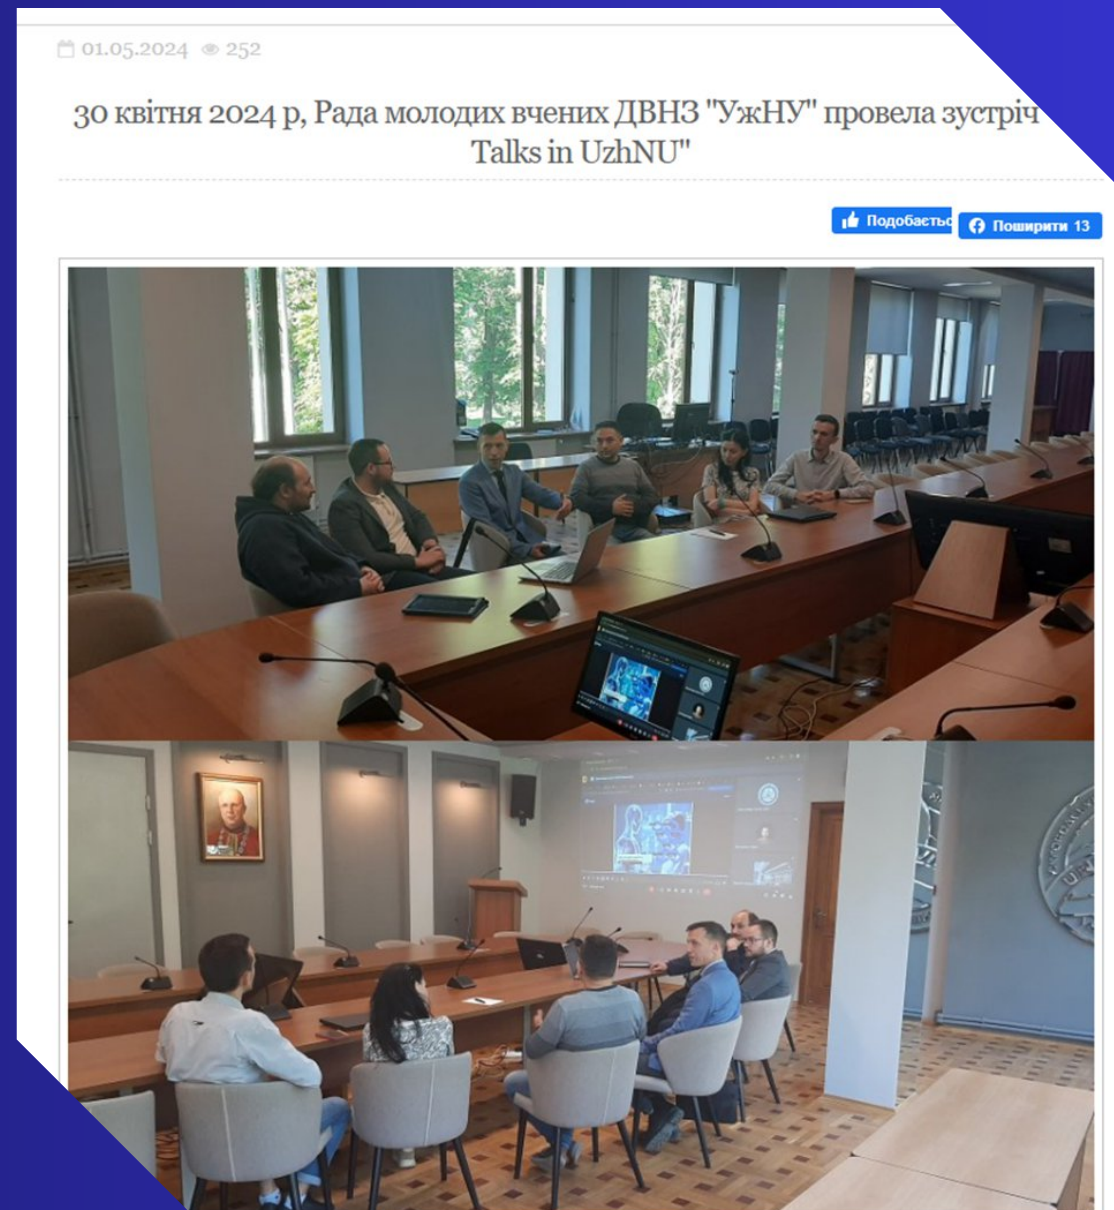 01.05.2024 252
30 квітня 2024 р, Рада молодих вчених ДВНЗ "УжНУ" провела зустріч
Talks in UzhNU"
Подобаєтьс
Поширити 13